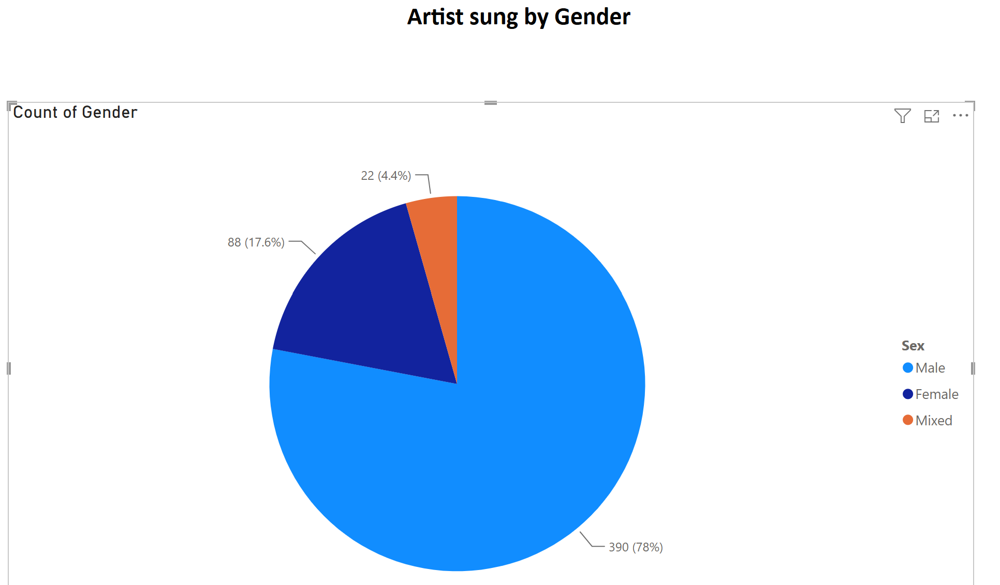 Artist sung by Gender
Count of Gender
22 (4.4%)
88 (17.6%)
390 (78%)
Sex
Male
Female
Mixed